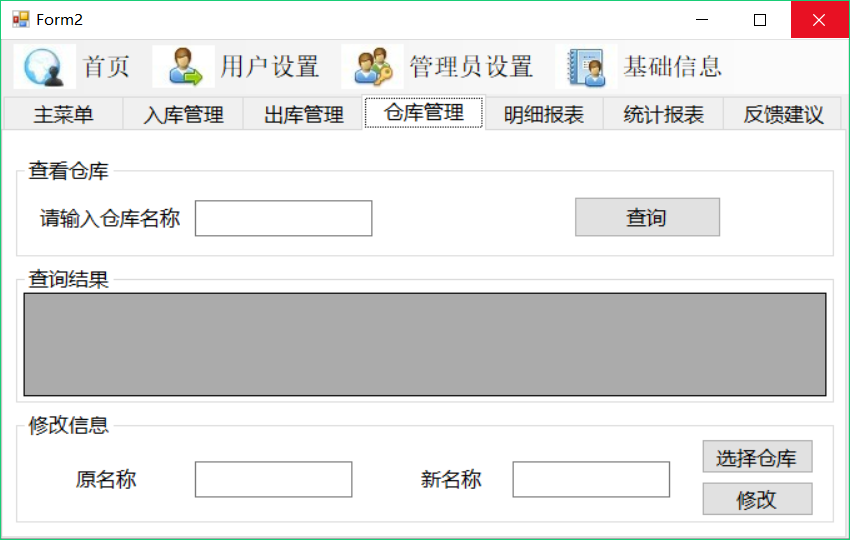 Form2
首页 用户设置 管理员设置 基础信息
主菜单 入库管理 出库管理 仓库管理 明细报表 统计报表 反馈建议
查看仓库
请输入仓库名称 查询
查询结果
修改信息
选择仓库
原名称 新名称
修改